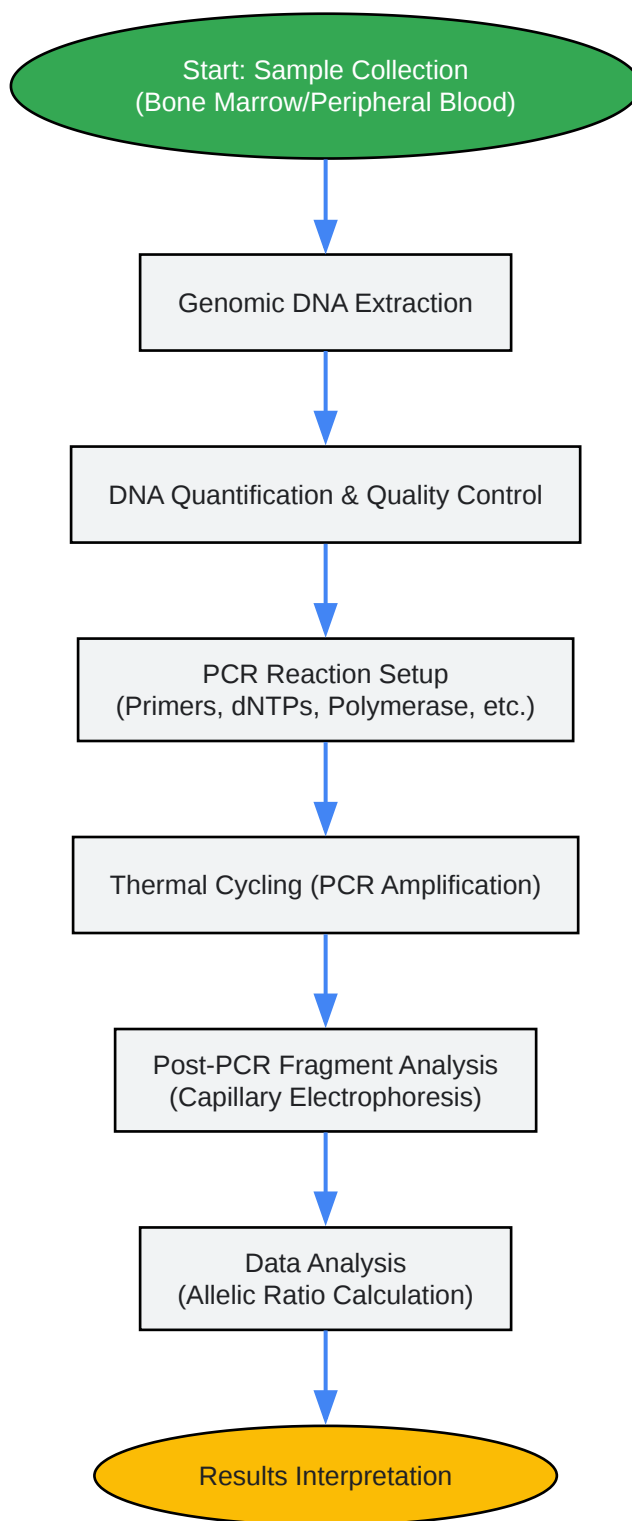 Start: Sample Collection
(Bone Marrow/Peripheral Blood)
Genomic DNA Extraction
DNA Quantification & Quality Control
PCR Reaction Setup
(Primers, dNTPs, Polymerase, etc.)
Thermal Cycling (PCR Amplification)
Post-PCR Fragment Analysis
(Capillary Electrophoresis)
Data Analysis
(Allelic Ratio Calculation)
Results Interpretation